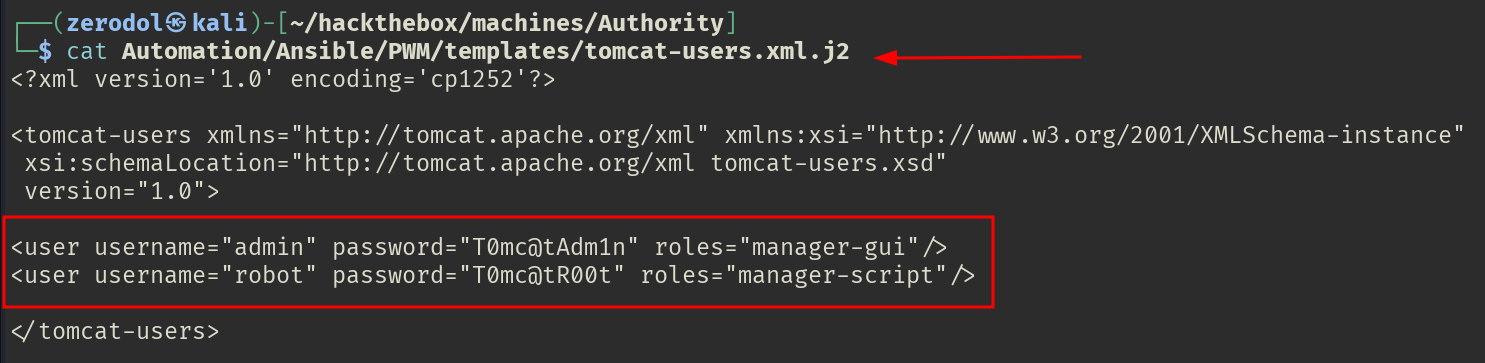 ┌──(zerodol㉿kali)-[~/hackthebox/machines/Authority]
└─$ cat Automation/Ansible/PWM/templates/tomcat-users.xml.j2
<?xml version='1.0' encoding='cp1252'?>
<tomcat-users xmlns="http://tomcat.apache.org/xml" xmlns:xsi="http://www.w3.org/2001/XMLSchema-instance"
 xsi:schemaLocation="http://tomcat.apache.org/xml tomcat-users.xsd"
 version="1.0">
<user username="admin" password="T0mc@tAdm1n" roles="manager-gui"/>
<user username="robot" password="T0mc@tR00t" roles="manager-script"/>
</tomcat-users>